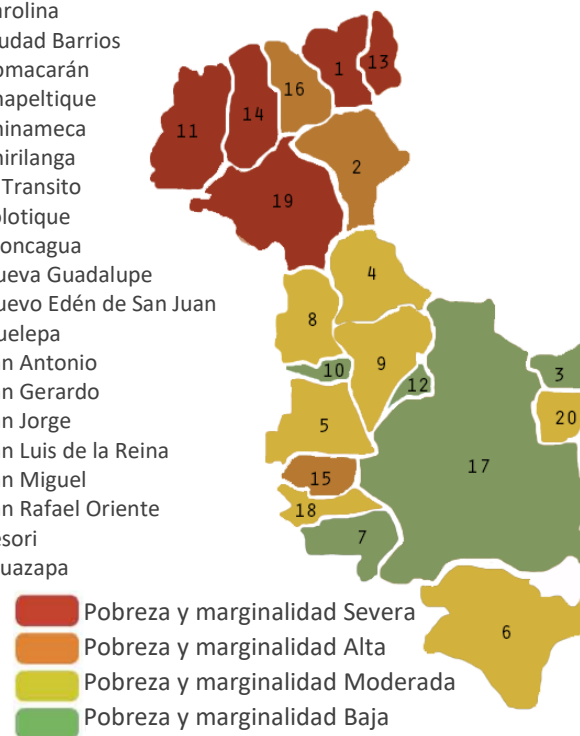 arolina
udad Barrios
omacarán
napeltique
ninameca
nirilanga
Transito
olotique
oncagua
ueva Guadalupe
uevo Edén de San Juan
uelepa
n Antonio
n Gerardo
n Jorge
n Luis de la Reina
n Miguel
n Rafael Oriente
esori
uazapa
1
13
16
14
11
2
19
4
8
9
10
3
12
20
5
17
15
18
7
6
Pobreza y marginalidad Severa
Pobreza y marginalidad Alta
Pobreza y marginalidad Moderada
Pobreza y marginalidad Baja